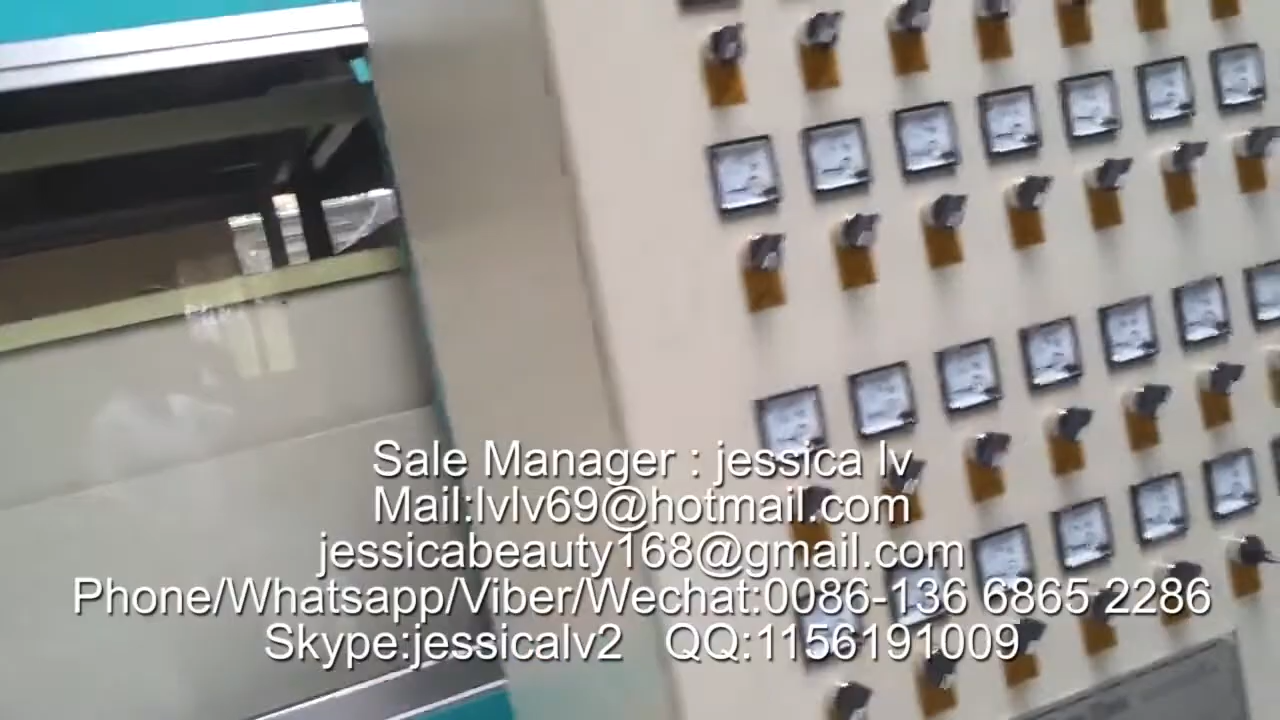 Sale Manager : jessica lv
Mail:lvlv69@hotmail.com
jessicabeauty168@gmail.com
Phone/Whatsapp/Viber/Wechat:0086-136 6865 2286
Skype:jessicalv2 QQ:1156191009